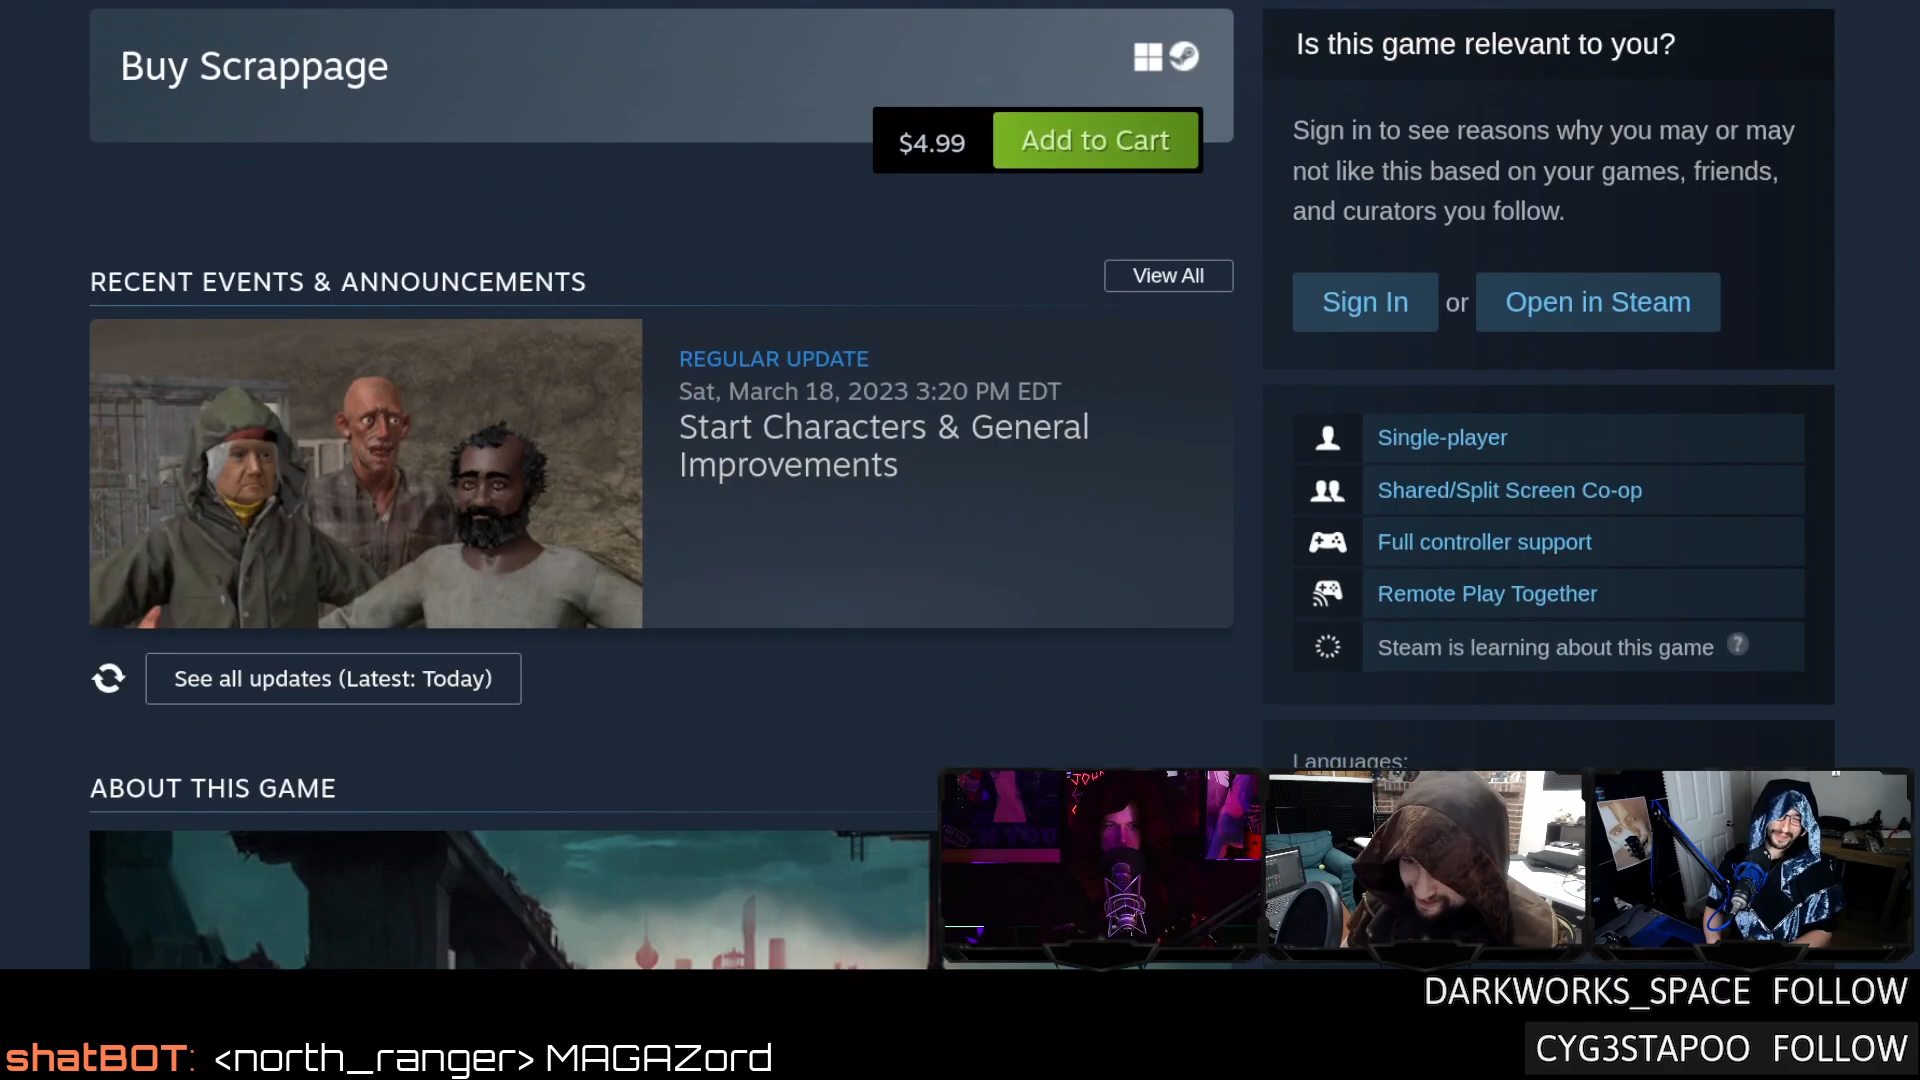 Buy Scrappage
$4.99
Add to Cart
RECENT EVENTS & ANNOUNCEMENTS
View All
REGULAR UPDATE
Sat, March 18, 2023 3:20 PM EDT
Start Characters & General
Improvements
See all updates (Latest: Today)
ABOUT THIS GAME
Is this game relevant to you?
Sign in to see reasons why you may or may
not like this based on your games, friends,
and curators you follow.
Sign In or Open in Steam
Single-player
Shared/Split Screen Co-op
Full controller support
Remote Play Together
Steam is learning about this game ?
Languages:
DARKWORKS_SPACE FOLLOW
CYG3STAPOO FOLLOW
shatBOT: <north_ranger> MAGAZord